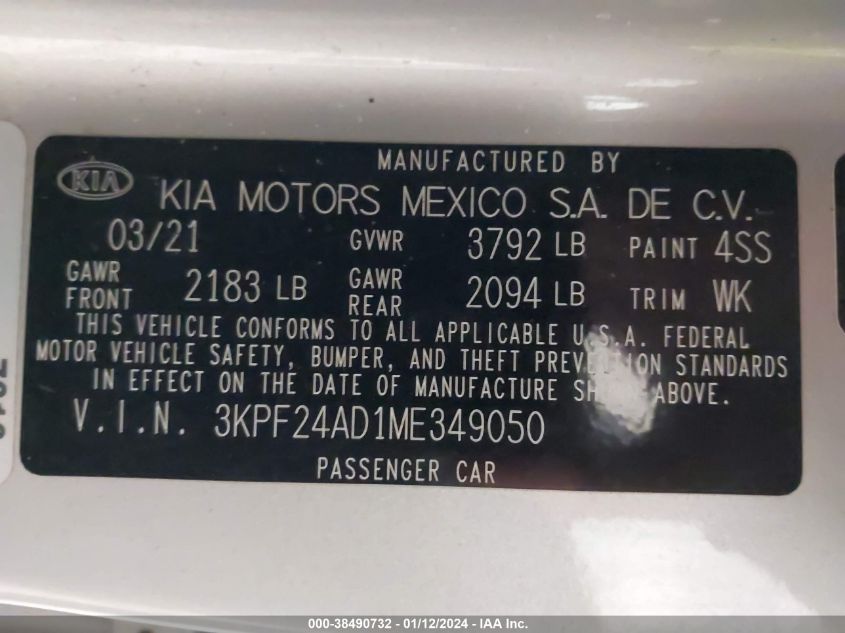 MANUFACTURED BY
KIA KIA MOTORS MEXICO S.A. DE C.V.
03/21 GVWR 3792 LB PAINT 4SS
GAWR FRONT 2183 LB GAWR REAR 2094 LB TRIM WK
THIS VEHICLE CONFORMS TO ALL APPLICABLE U.S.A. FEDERAL
MOTOR VEHICLE SAFETY, BUMPER, AND THEFT PREVENTION STANDARDS
IN EFFECT ON THE DATE OF MANUFACTURE SHOWN ABOVE.
V.I.N. 3KPF24AD1ME349050
PASSENGER CAR
000-38490732 - 01/12/2024 - IAA Inc.